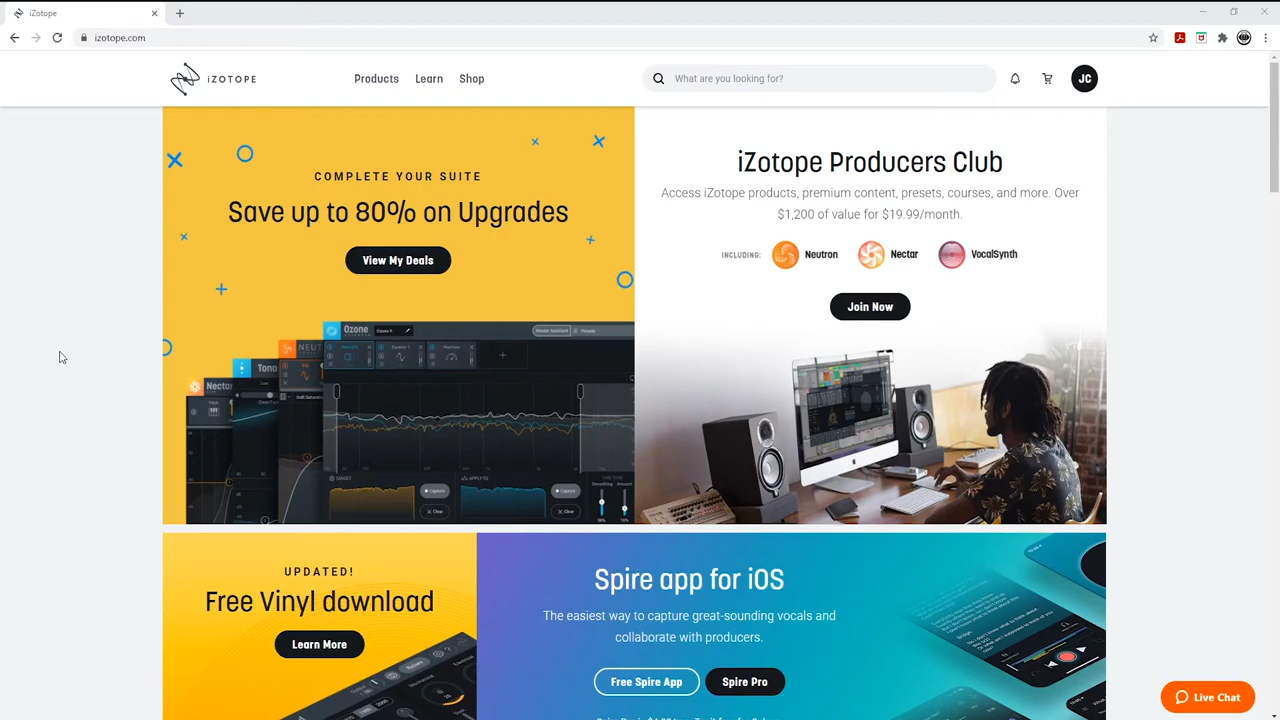 iZotope
izotope.com
iZOTOPE
Products
Learn
Shop
What are you looking for?
JC
COMPLETE YOUR SUITE
Save up to 80% on Upgrades
View My Deals
iZotope Producers Club
Access iZotope products, premium content, presets, courses, and more. Over
$1,200 of value for $19.99/month.
INCLUDING:
Neutron
Nectar
VocalSynth
Join Now
Ozone
Capture
Capture
Clear
Clear
UPDATED!
Free Vinyl download
Learn More
Spire app for iOS
The easiest way to capture great-sounding vocals and
collaborate with producers.
Free Spire App
Spire Pro
Live Chat